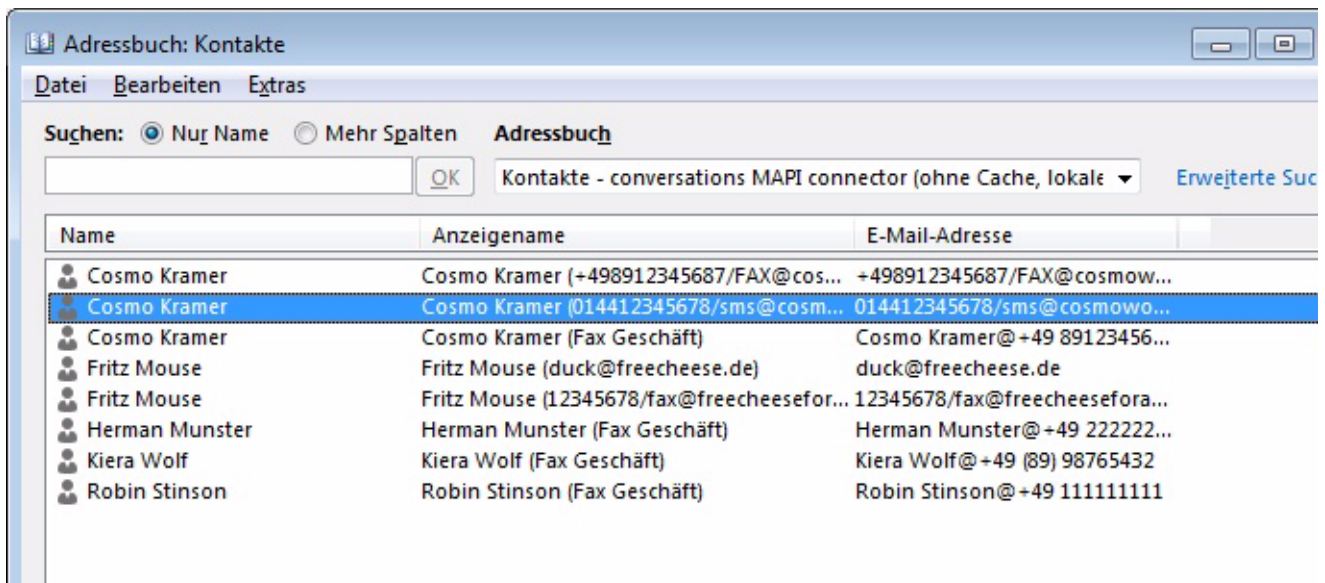 Adressbuch: Kontakte
Datei Bearbeiten Extras
Suchen: Nur Name Mehr Spalten Adressbuch
OK Kontakte - conversations MAPI connector (ohne Cache, lokale Erweiterte Suc
Name Anzeigename E-Mail-Adresse
Cosmo Kramer Cosmo Kramer (+498912345687/FAX@cos... +498912345687/FAX@cosmow...
Cosmo Kramer Cosmo Kramer (014412345678/sms@cosm... 014412345678/sms@cosmowo...
Cosmo Kramer Cosmo Kramer (Fax Geschäft) Cosmo Kramer@+49 89123456...
Fritz Mouse Fritz Mouse (duck@freecheese.de) duck@freecheese.de
Fritz Mouse Fritz Mouse (12345678/fax@freecheesefor... 12345678/fax@freecheesefora...
Herman Munster Herman Munster (Fax Geschäft) Herman Munster@+49 222222...
Kiera Wolf Kiera Wolf (Fax Geschäft) Kiera Wolf@+49 (89) 98765432
Robin Stinson Robin Stinson (Fax Geschäft) Robin Stinson@+49 111111111